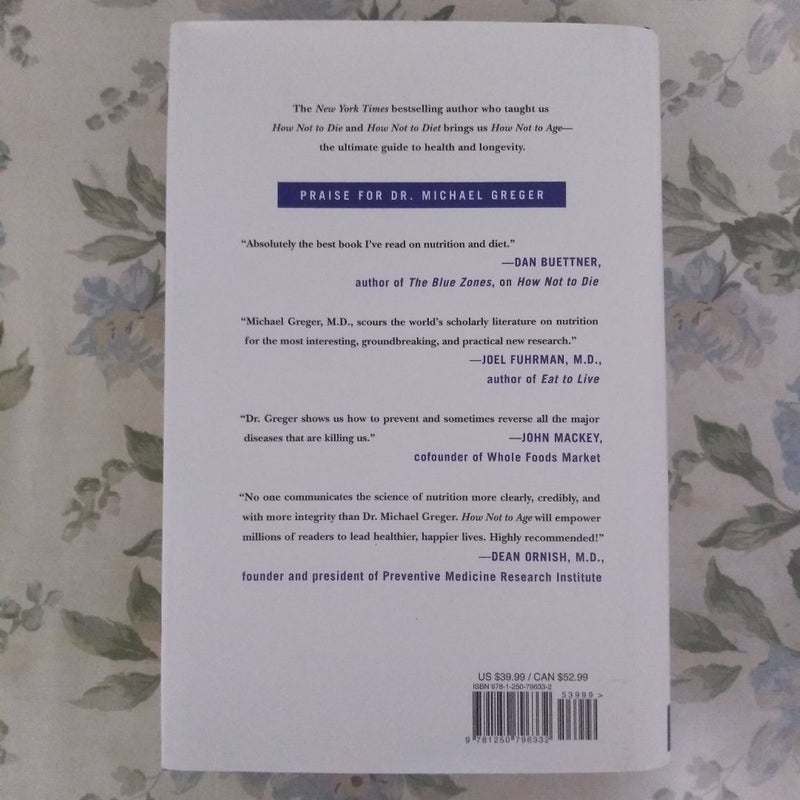 The New York Times bestselling author who taught us
How Not to Die and How Not to Diet brings us How Not to Age—
the ultimate guide to health and longevity.
PRAISE FOR DR. MICHAEL GREGER
“Absolutely the best book I’ve read on nutrition and diet.”
—DAN BUETTNER,
author of The Blue Zones, on How Not to Die
“Michael Greger, M.D., scours the world’s scholarly literature on nutrition
for the most interesting, groundbreaking, and practical new research.”
—JOEL FUHRMAN, M.D.,
author of Eat to Live
“Dr. Greger shows us how to prevent and sometimes reverse all the major
diseases that are killing us.” —JOHN MACKEY,
cofounder of Whole Foods Market
“No one communicates the science of nutrition more clearly, credibly, and
with more integrity than Dr. Michael Greger. How Not to Age will empower
millions of readers to lead healthier, happier lives. Highly recommended!”
—DEAN ORNISH, M.D.,
founder and president of Preventive Medicine Research Institute
US $39.99 / CAN $52.99
ISBN 978-1-250-79633-2
53999 >
9 781250 796332